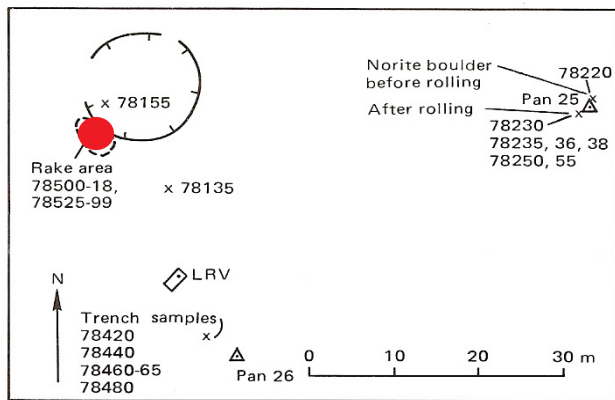 Norite boulder
before rolling
78220
Pan 25
After rolling
78230
78235, 36, 38
78250, 55
x 78155
Rake area
78500-18,
78525-99
x 78135
N
LRV
Trench samples
78420
78440
78460-65
78480
x
Pan 26
0 10 20 30 m